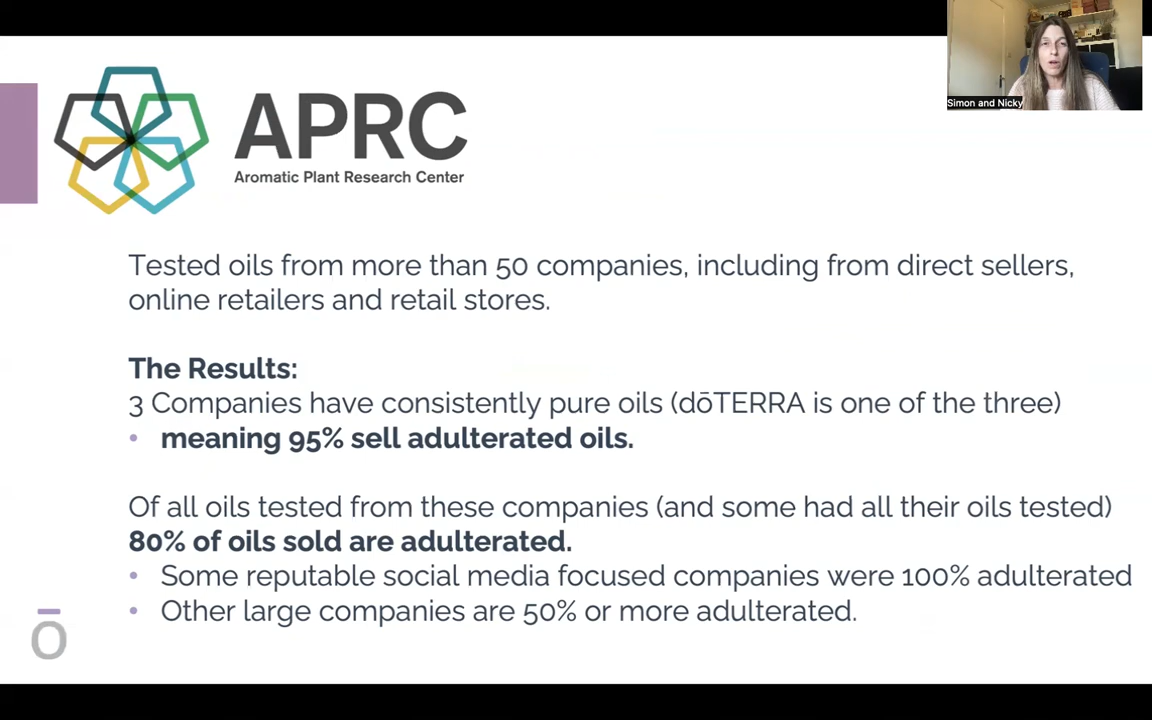 Simon and Nicky
APRC
Aromatic Plant Research Center
Tested oils from more than 50 companies, including from direct sellers,
online retailers and retail stores.
The Results:
3 Companies have consistently pure oils (dōTERRA is one of the three)
• meaning 95% sell adulterated oils.
Of all oils tested from these companies (and some had all their oils tested)
80% of oils sold are adulterated.
• Some reputable social media focused companies were 100% adulterated
• Other large companies are 50% or more adulterated.
ō